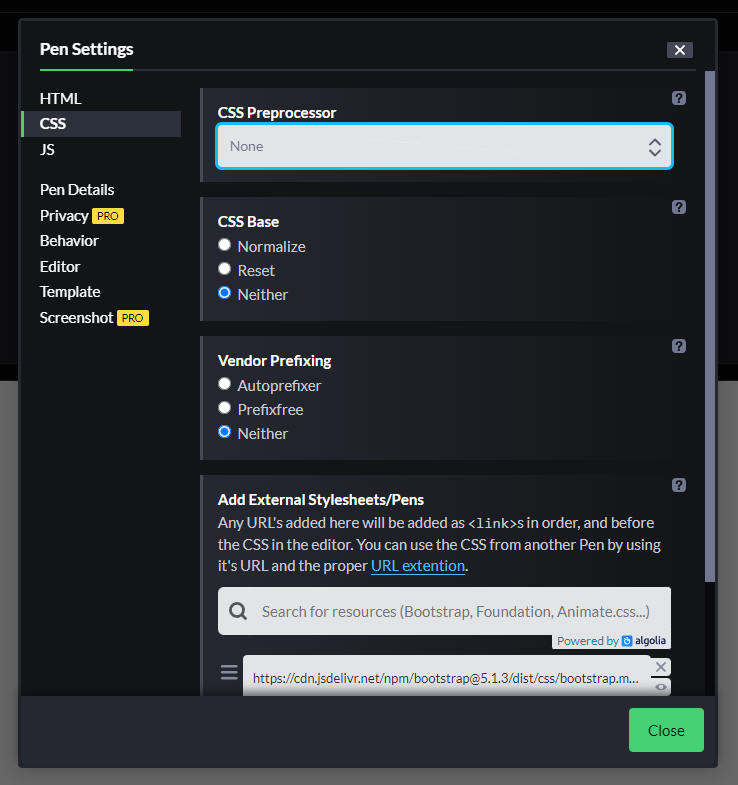 Pen Settings
HTML
CSS
JS
Pen Details
Privacy PRO
Behavior
Editor
Template
Screenshot PRO
?
CSS Preprocessor
None
?
CSS Base
Normalize
Reset
Neither
?
Vendor Prefixing
Autoprefixer
Prefixfree
Neither
?
Add External Stylesheets/Pens
Any URL's added here will be added as <link>s in order, and before
the CSS in the editor. You can use the CSS from another Pen by using
it's URL and the proper URL extention.
Search for resources (Bootstrap, Foundation, Animate.css...)
Powered by algolia
https://cdn.jsdelivr.net/npm/bootstrap@5.1.3/dist/css/bootstrap.m...
Close